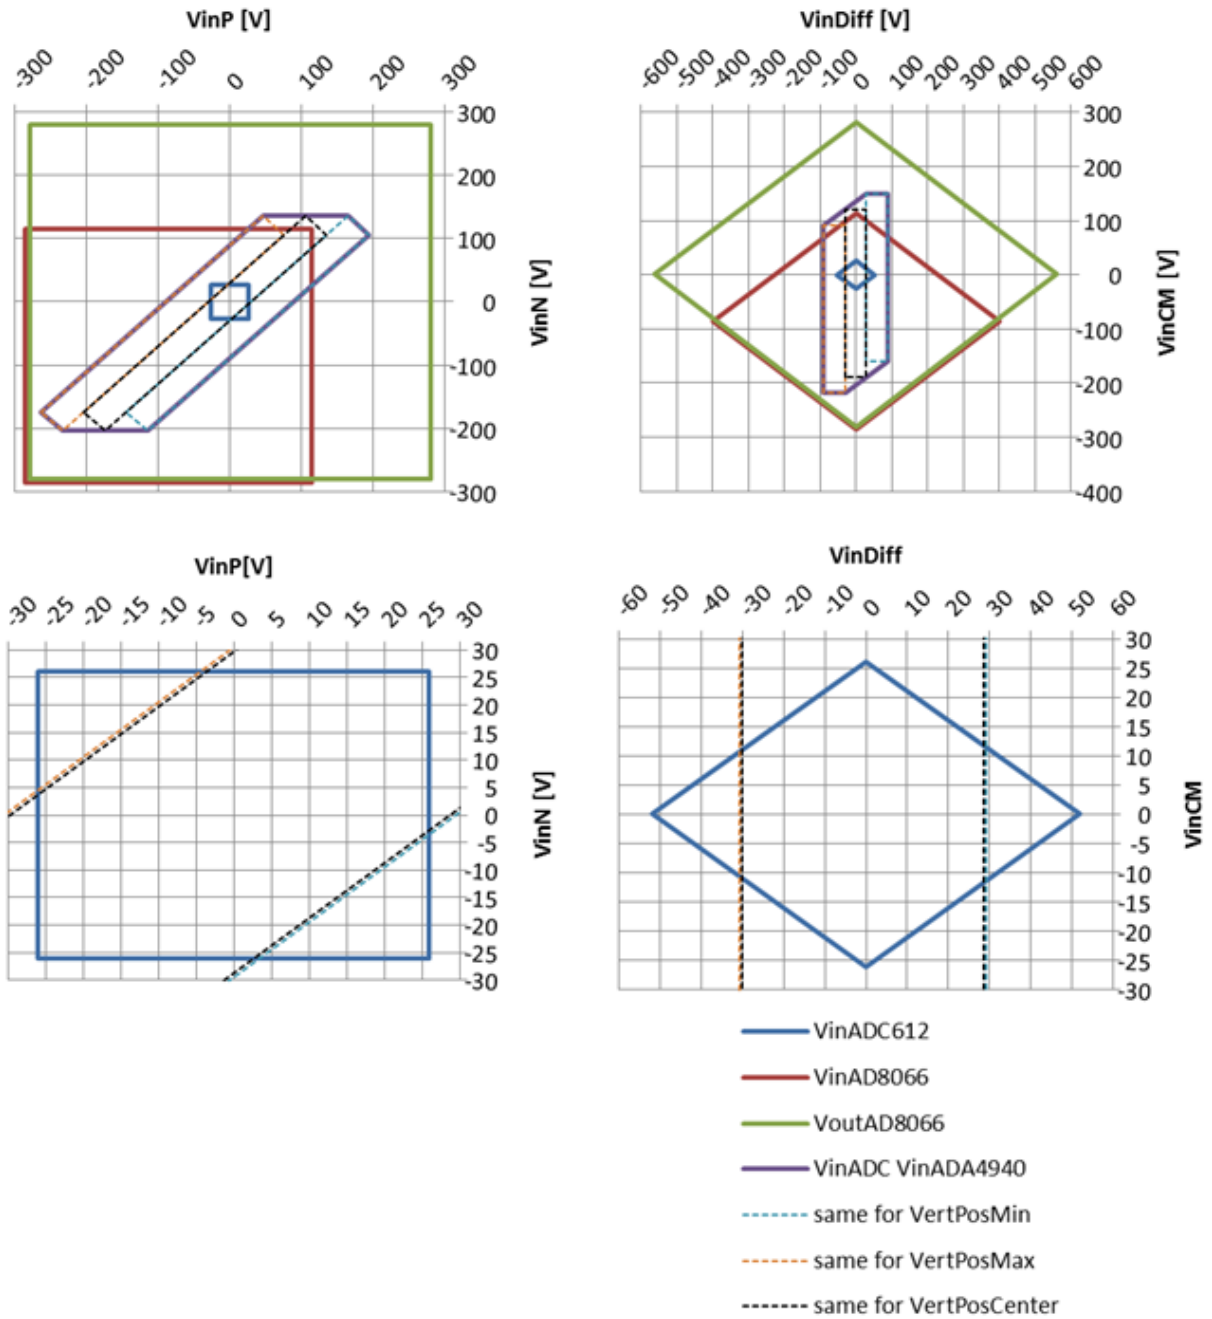 VinP [V]
-300 -200 -100 0 100 200 300
300
200
100
0
-100
-200
-300
VinN [V]
VinDiff [V]
-600 -500 -400 -300 -200 -100 0 100 200 300 400 500 600
300
200
100
0
-100
-200
-300
-400
VinCM [V]
VinP[V]
-30 -25 -20 -15 -10 -5 0 5 10 15 20 25 30
30
25
20
15
10
5
0
-5
-10
-15
-20
-25
-30
VinN [V]
VinDiff
-60 -50 -40 -30 -20 -10 0 10 20 30 40 50 60
30
25
20
15
10
5
0
-5
-10
-15
-20
-25
-30
VinCM
VinADC612
VinAD8066
VoutAD8066
VinADC VinADA4940
same for VertPosMin
same for VertPosMax
same for VertPosCenter